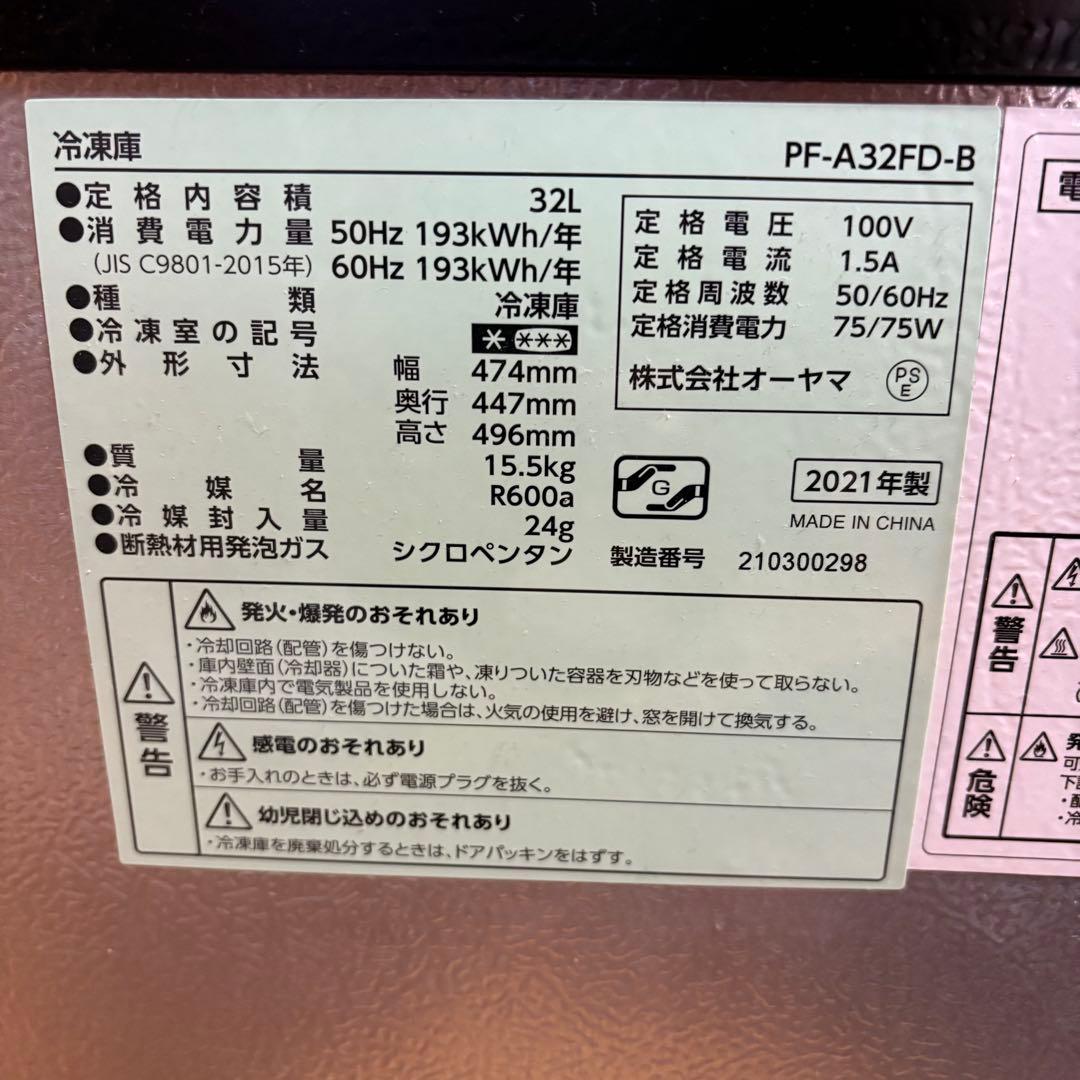 冷凍庫 PF-A32FD-B
●定格内容積 32L
●消費電力量 50Hz 193kWh/年
(JIS C9801-2015年) 60Hz 193kWh/年
●種類 冷凍庫
●冷凍室の記号 * ***
●外形寸法 幅 474mm
奥行 447mm
高さ 496mm
●質量 15.5kg
●冷媒名 R600a
●冷媒封入量 24g
●断熱材用発泡ガス シクロペンタン
定格電圧 100V
定格電流 1.5A
定格周波数 50/60Hz
定格消費電力 75/75W
株式会社オーヤマ PSE
G
2021年製
MADE IN CHINA
製造番号 210300298
警告
発火・爆発のおそれあり
・冷却回路(配管)を傷つけない。
・庫内壁面(冷却器)についた霜や、凍りついた容器を刃物などを使って取らない。
・冷凍庫内で電気製品を使用しない。
・冷却回路(配管)を傷つけた場合は、火気の使用を避け、窓を開けて換気する。
感電のおそれあり
・お手入れのときは、必ず電源プラグを抜く。
幼児閉じ込めのおそれあり
・冷凍庫を廃棄処分するときは、ドアパッキンをはずす。
電
警告
危険
発
可
下
・冷